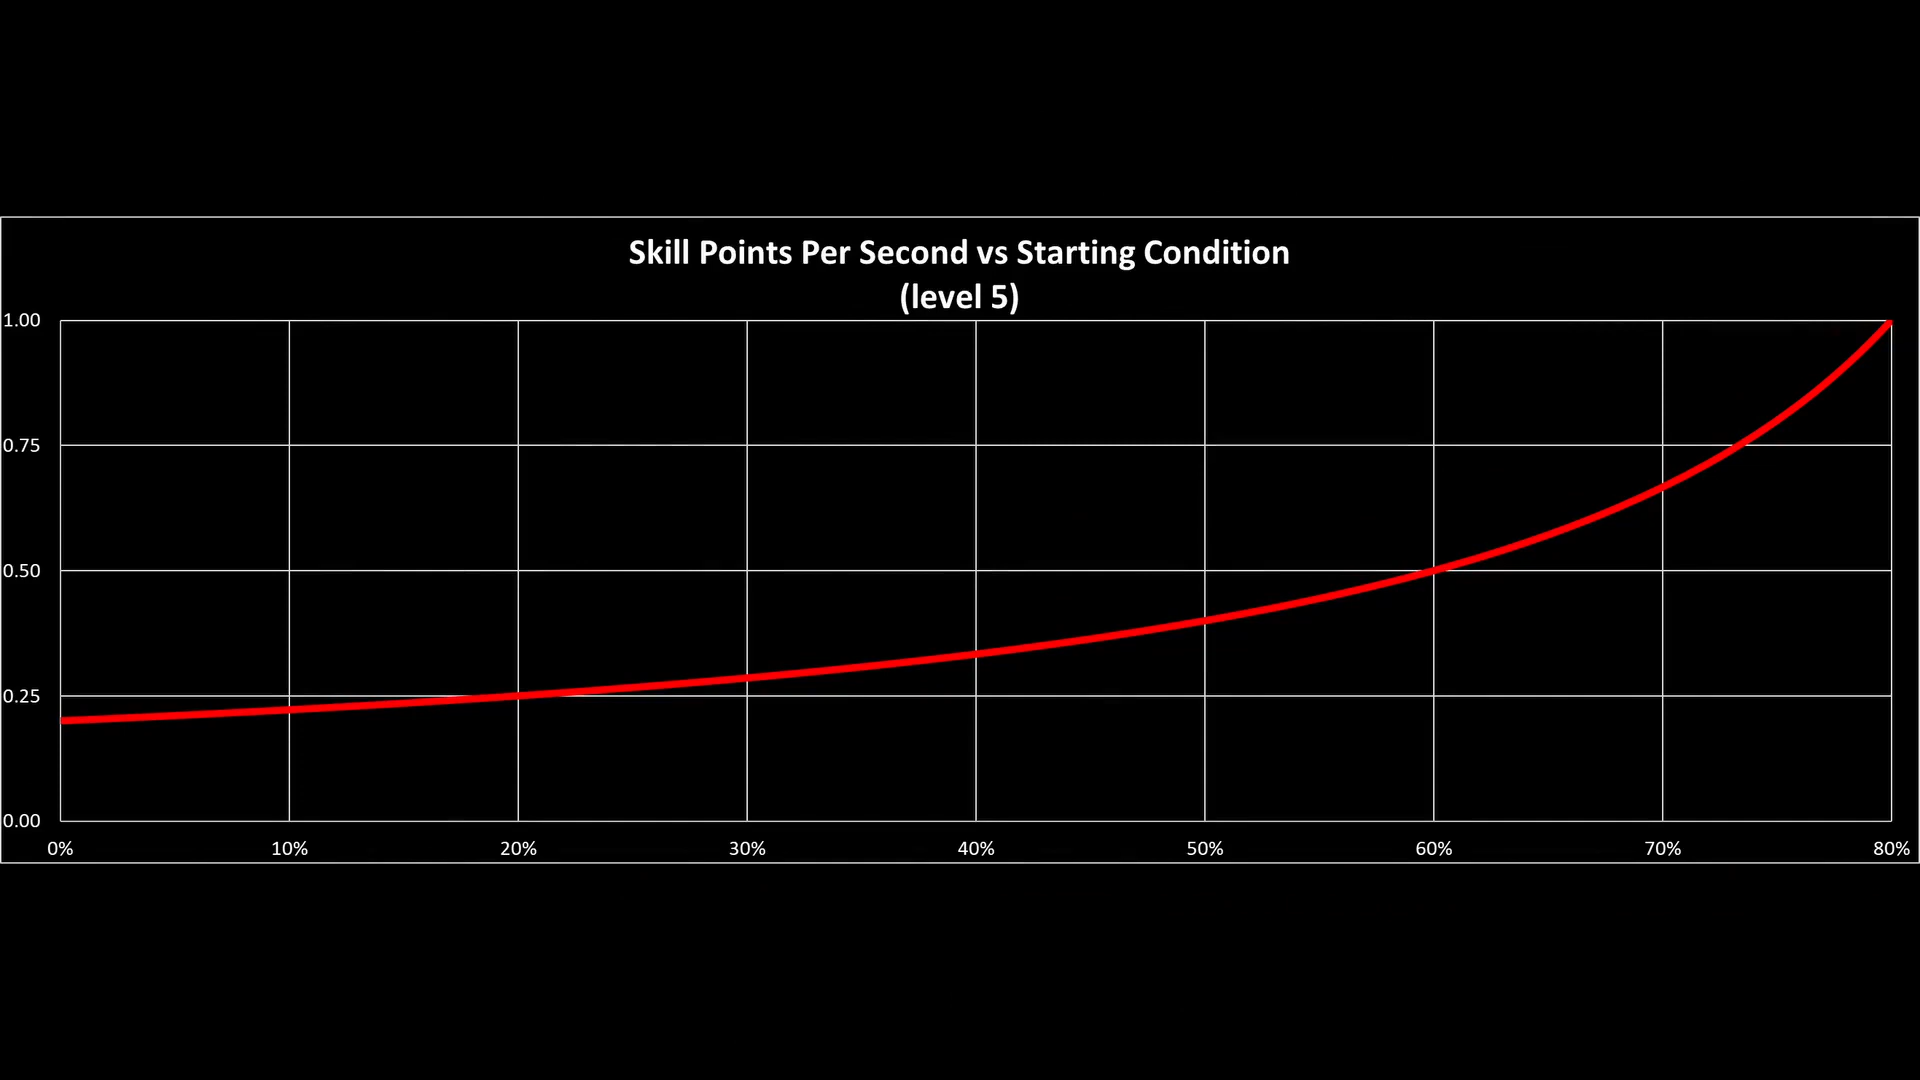 Skill Points Per Second vs Starting Condition
(level 5)
1.00
0.75
0.50
0.25
0.00
0% 10% 20% 30% 40% 50% 60% 70% 80%